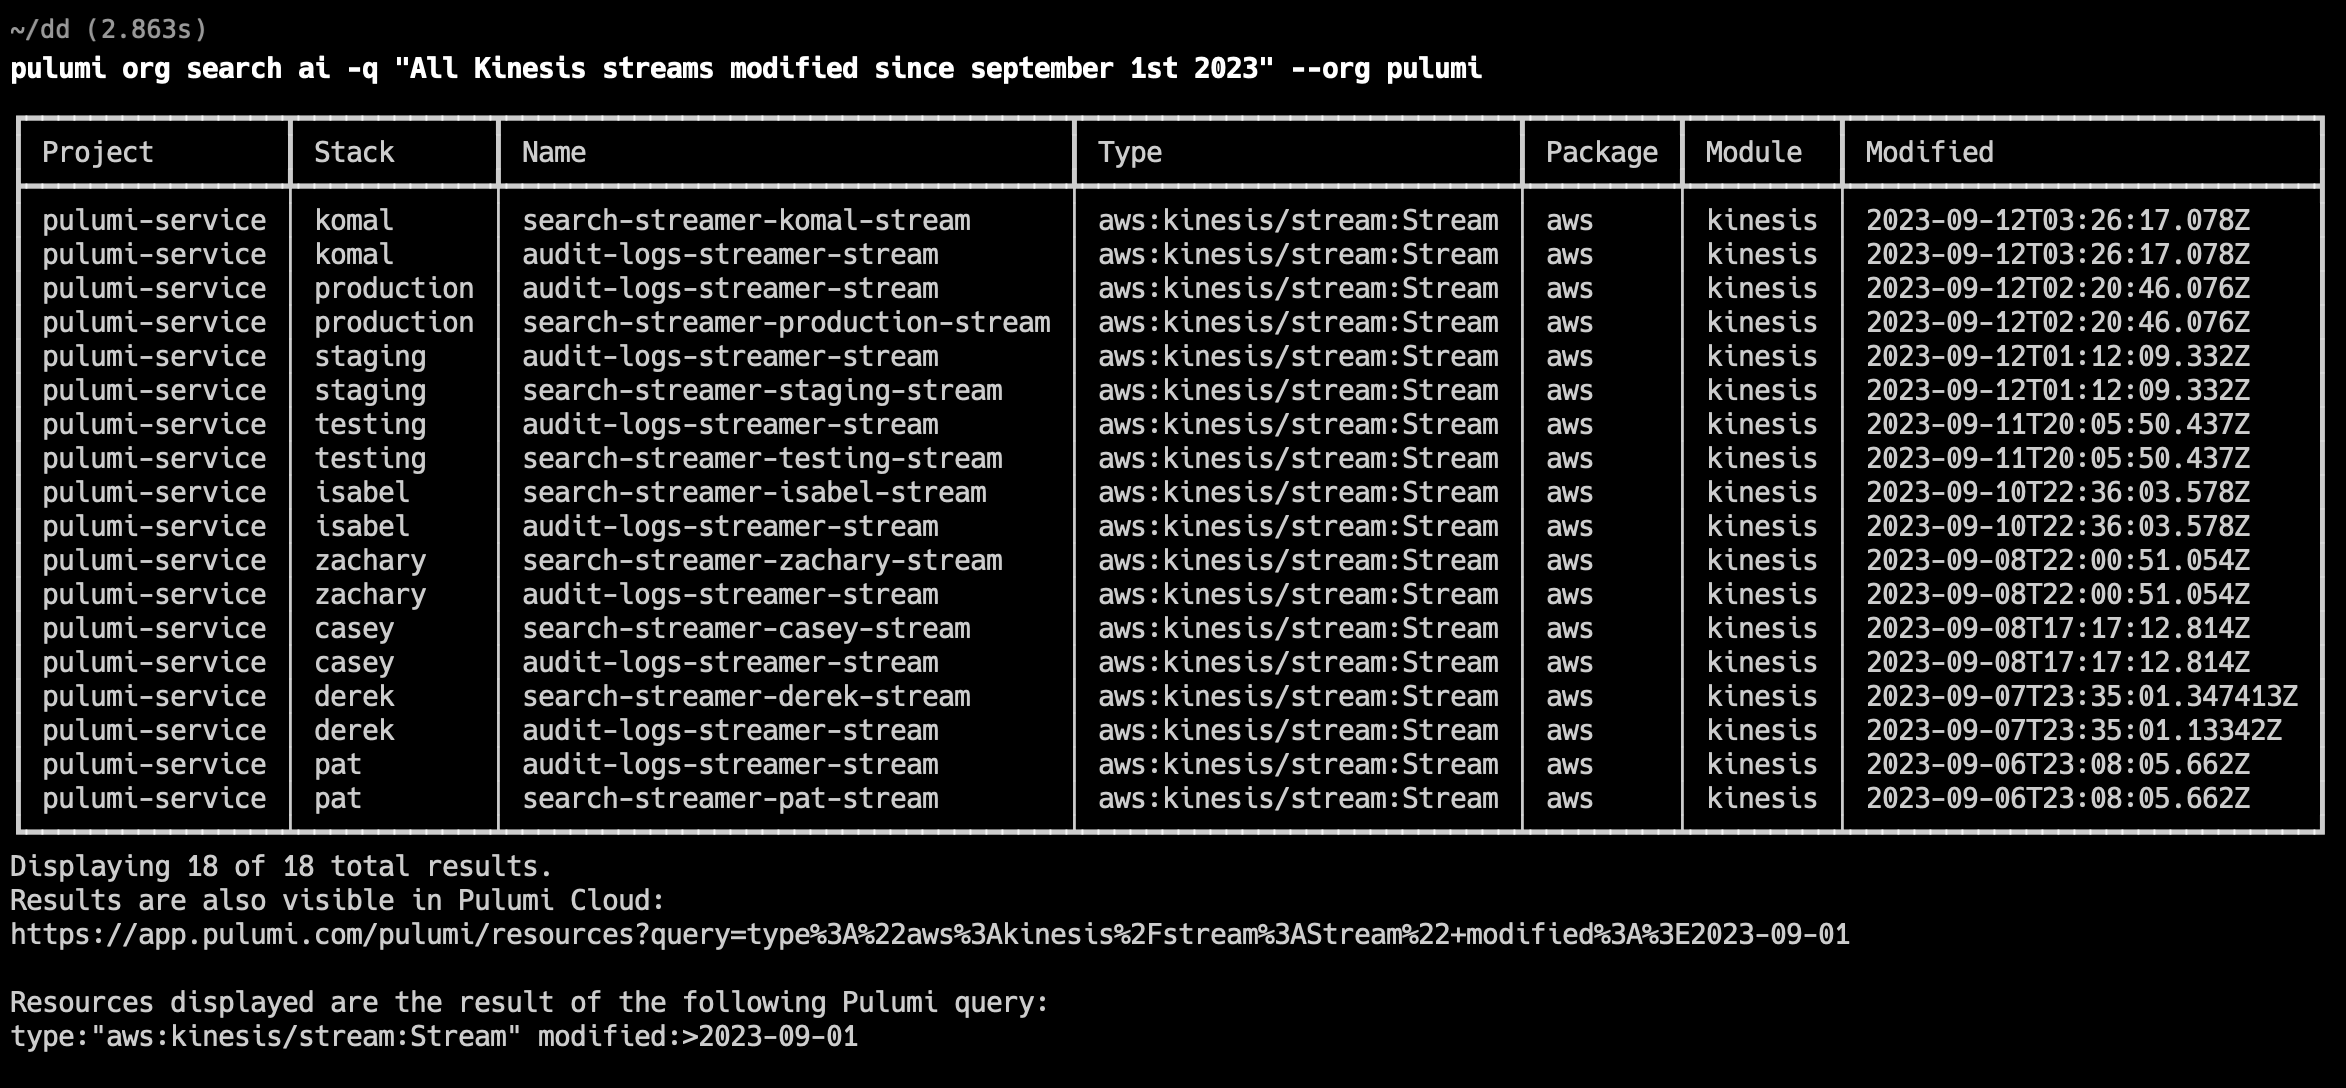 ~/dd (2.863s)
pulumi org search ai -q "All Kinesis streams modified since september 1st 2023" --org pulumi
Project Stack Name Type Package Module Modified
pulumi-service komal search-streamer-komal-stream aws:kinesis/stream:Stream aws kinesis 2023-09-12T03:26:17.078Z
pulumi-service komal audit-logs-streamer-stream aws:kinesis/stream:Stream aws kinesis 2023-09-12T03:26:17.078Z
pulumi-service production audit-logs-streamer-stream aws:kinesis/stream:Stream aws kinesis 2023-09-12T02:20:46.076Z
pulumi-service production search-streamer-production-stream aws:kinesis/stream:Stream aws kinesis 2023-09-12T02:20:46.076Z
pulumi-service staging audit-logs-streamer-stream aws:kinesis/stream:Stream aws kinesis 2023-09-12T01:12:09.332Z
pulumi-service staging search-streamer-staging-stream aws:kinesis/stream:Stream aws kinesis 2023-09-12T01:12:09.332Z
pulumi-service testing audit-logs-streamer-stream aws:kinesis/stream:Stream aws kinesis 2023-09-11T20:05:50.437Z
pulumi-service testing search-streamer-testing-stream aws:kinesis/stream:Stream aws kinesis 2023-09-11T20:05:50.437Z
pulumi-service isabel search-streamer-isabel-stream aws:kinesis/stream:Stream aws kinesis 2023-09-10T22:36:03.578Z
pulumi-service isabel audit-logs-streamer-stream aws:kinesis/stream:Stream aws kinesis 2023-09-10T22:36:03.578Z
pulumi-service zachary search-streamer-zachary-stream aws:kinesis/stream:Stream aws kinesis 2023-09-08T22:00:51.054Z
pulumi-service zachary audit-logs-streamer-stream aws:kinesis/stream:Stream aws kinesis 2023-09-08T22:00:51.054Z
pulumi-service casey search-streamer-casey-stream aws:kinesis/stream:Stream aws kinesis 2023-09-08T17:17:12.814Z
pulumi-service casey audit-logs-streamer-stream aws:kinesis/stream:Stream aws kinesis 2023-09-08T17:17:12.814Z
pulumi-service derek search-streamer-derek-stream aws:kinesis/stream:Stream aws kinesis 2023-09-07T23:35:01.347413Z
pulumi-service derek audit-logs-streamer-stream aws:kinesis/stream:Stream aws kinesis 2023-09-07T23:35:01.13342Z
pulumi-service pat audit-logs-streamer-stream aws:kinesis/stream:Stream aws kinesis 2023-09-06T23:08:05.662Z
pulumi-service pat search-streamer-pat-stream aws:kinesis/stream:Stream aws kinesis 2023-09-06T23:08:05.662Z
Displaying 18 of 18 total results.
Results are also visible in Pulumi Cloud:
https://app.pulumi.com/pulumi/resources?query=type%3A%22aws%3Akinesis%2Fstream%3AStream%22+modified%3A%3E2023-09-01
Resources displayed are the result of the following Pulumi query:
type:"aws:kinesis/stream:Stream" modified:>2023-09-01